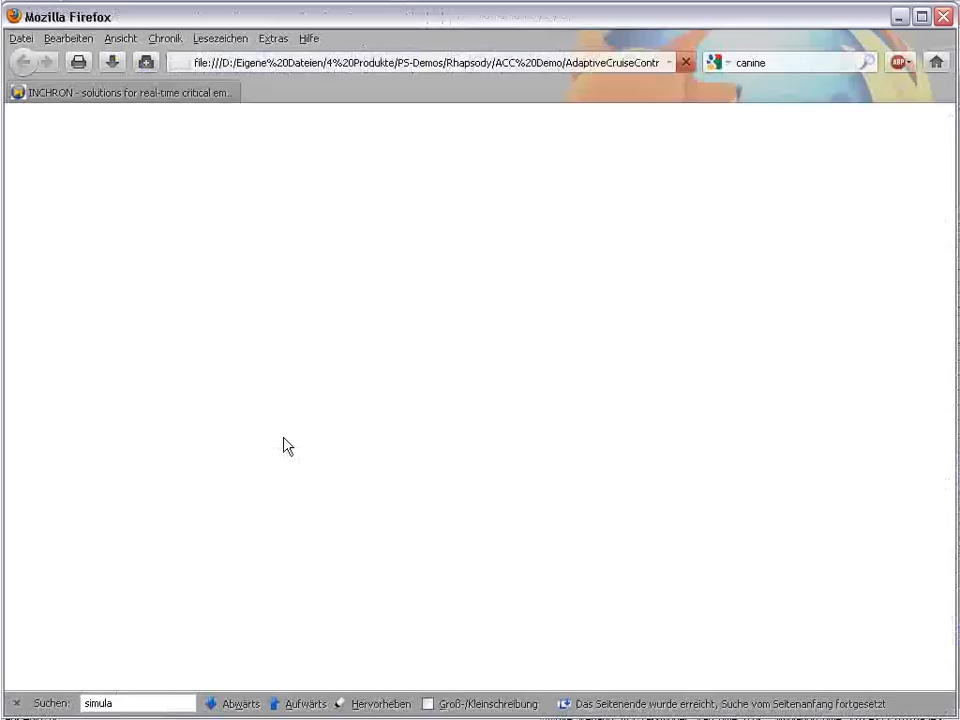 Mozilla Firefox
Datei Bearbeiten Ansicht Chronik Lesezeichen Extras Hilfe
file:///D:/Eigene%20Dateien/4%20Produkte/PS-Demos/Rhapsody/ACC%20Demo/AdaptiveCruiseContr canine ABP
INCHRON - solutions for real-time critical em...
Suchen: simula Abwärts Aufwärts Hervorheben Groß-/Kleinschreibung Das Seitenende wurde erreicht, Suche vom Seitenanfang fortgesetzt